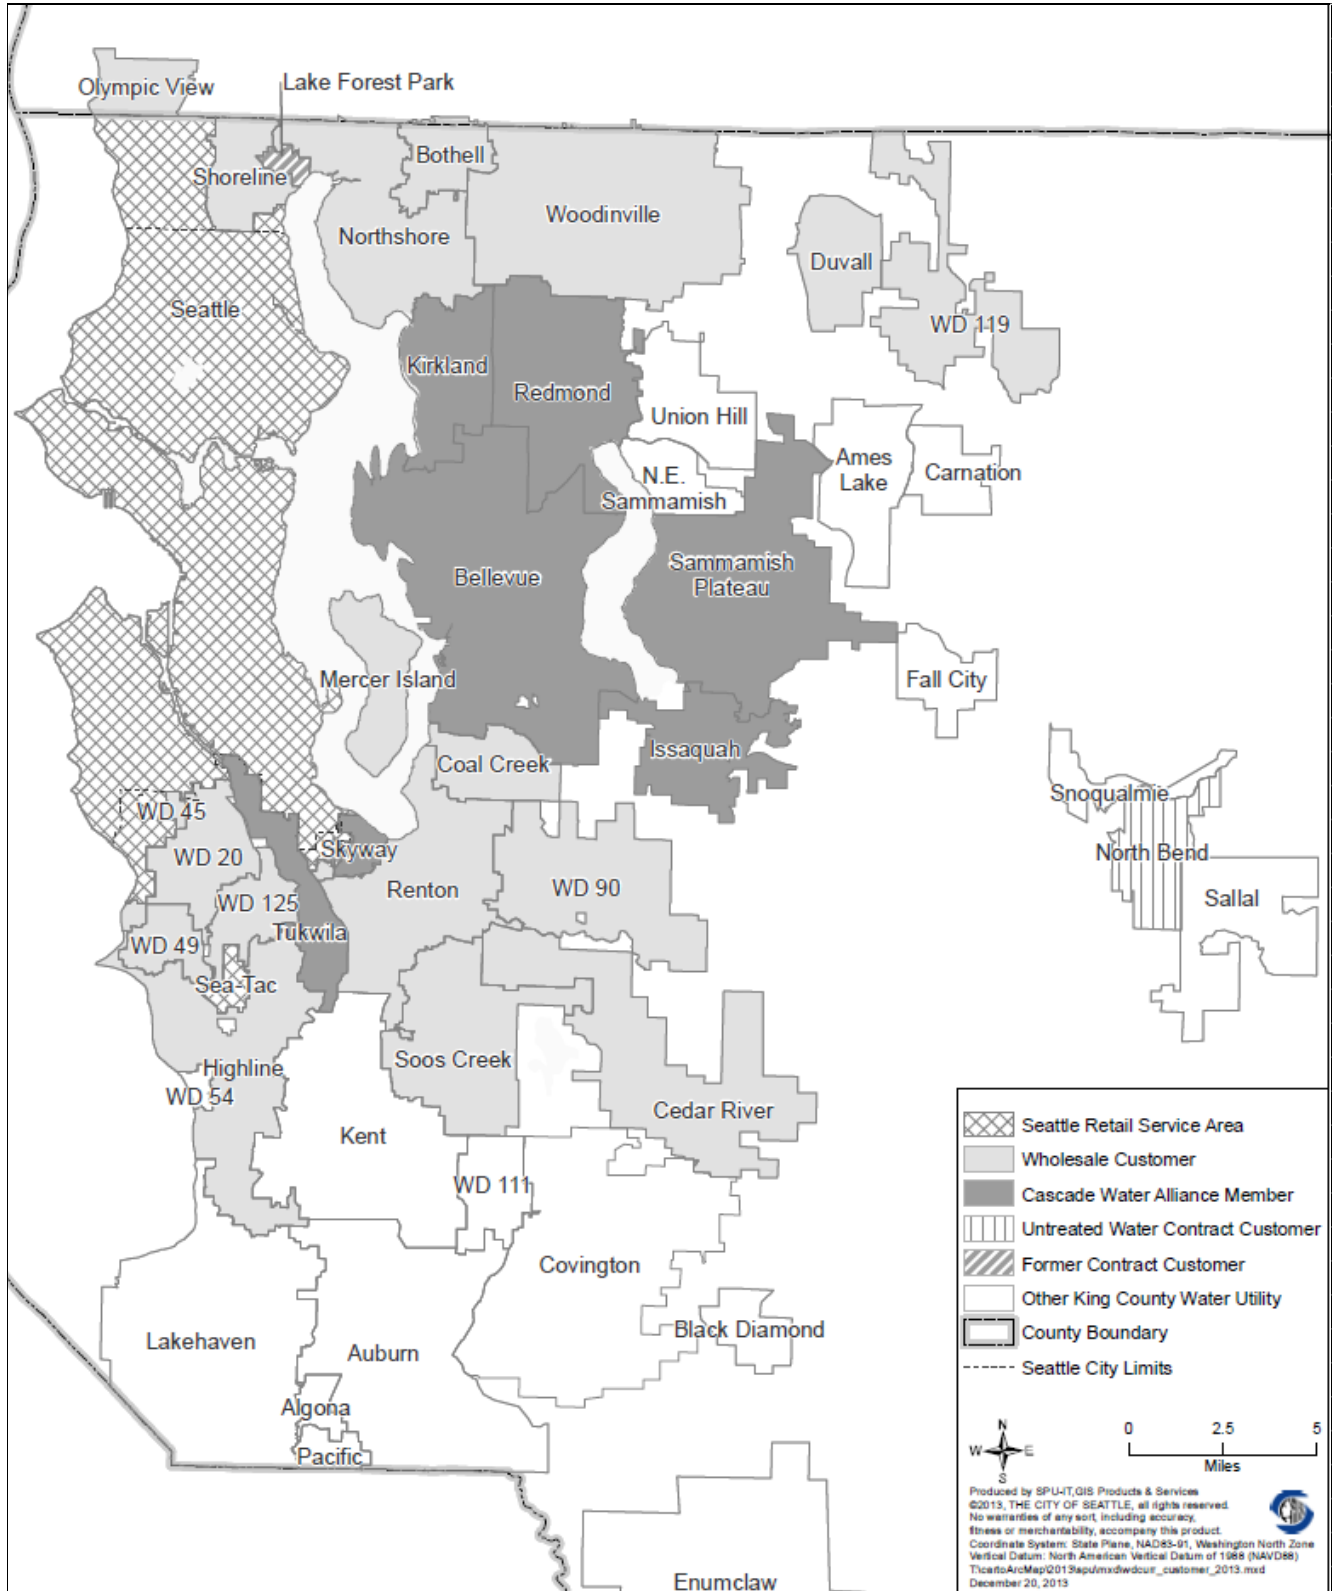 Olympic View
Lake Forest Park
Bothell
Shoreline
Woodinville
Northshore
Duvall
Seattle
WD 119
Kirkland
Redmond
Union Hill
Ames
Lake
Carnation
N.E.
Sammamish
Sammamish
Plateau
Bellevue
Mercer Island
Fall City
Issaquah
Coal Creek
Snoqualmie
WD 45
Skyway
North Bend
WD 20
Renton
WD 90
Sallal
WD 125
Tukwila
WD 49
Sea-Tac
Soos Creek
Highline
WD 54
Cedar River
Kent
WD 111
Covington
Black Diamond
Lakehaven
Auburn
Algona
Pacific
Enumclaw
Seattle Retail Service Area
Wholesale Customer
Cascade Water Alliance Member
Untreated Water Contract Customer
Former Contract Customer
Other King County Water Utility
County Boundary
Seattle City Limits
N
W E
S
0 2.5 5
Miles
Produced by SPU-IT,GIS Products & Services
©2013, THE CITY OF SEATTLE, all rights reserved.
No warranties of any sort, including accuracy,
fitness or merchantability, accompany this product.
Coordinate System: State Plane, NAD83-91, Washington North Zone
Vertical Datum: North American Vertical Datum of 1988 (NAVD88)
December 20, 2013